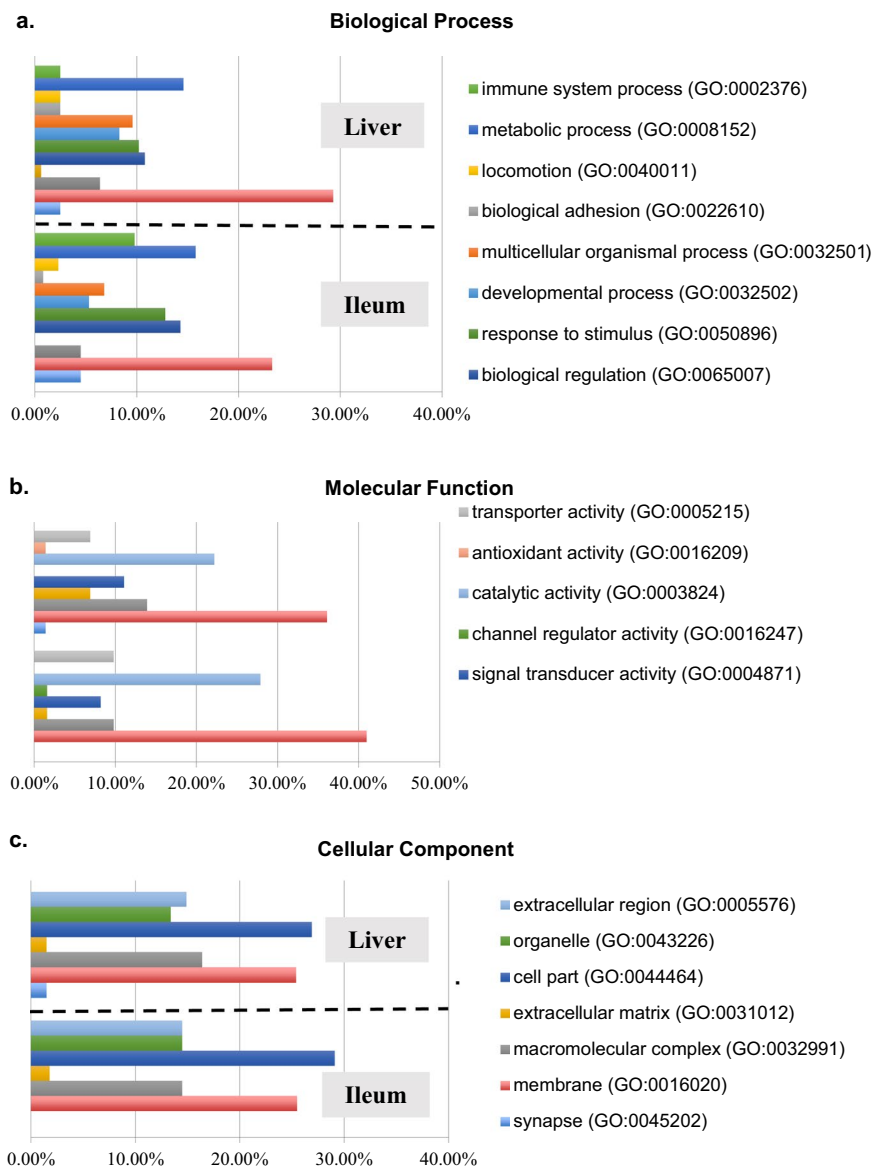 a.
Biological Process
Liver
Ileum
immune system process (GO:0002376)
metabolic process (GO:0008152)
locomotion (GO:0040011)
biological adhesion (GO:0022610)
multicellular organismal process (GO:0032501)
developmental process (GO:0032502)
response to stimulus (GO:0050896)
biological regulation (GO:0065007)
0.00% 10.00% 20.00% 30.00% 40.00%
b.
Molecular Function
transporter activity (GO:0005215)
antioxidant activity (GO:0016209)
catalytic activity (GO:0003824)
channel regulator activity (GO:0016247)
signal transducer activity (GO:0004871)
0.00% 10.00% 20.00% 30.00% 40.00% 50.00%
c.
Cellular Component
Liver
Ileum
extracellular region (GO:0005576)
organelle (GO:0043226)
cell part (GO:0044464)
extracellular matrix (GO:0031012)
macromolecular complex (GO:0032991)
membrane (GO:0016020)
synapse (GO:0045202)
0.00% 10.00% 20.00% 30.00% 40.00%